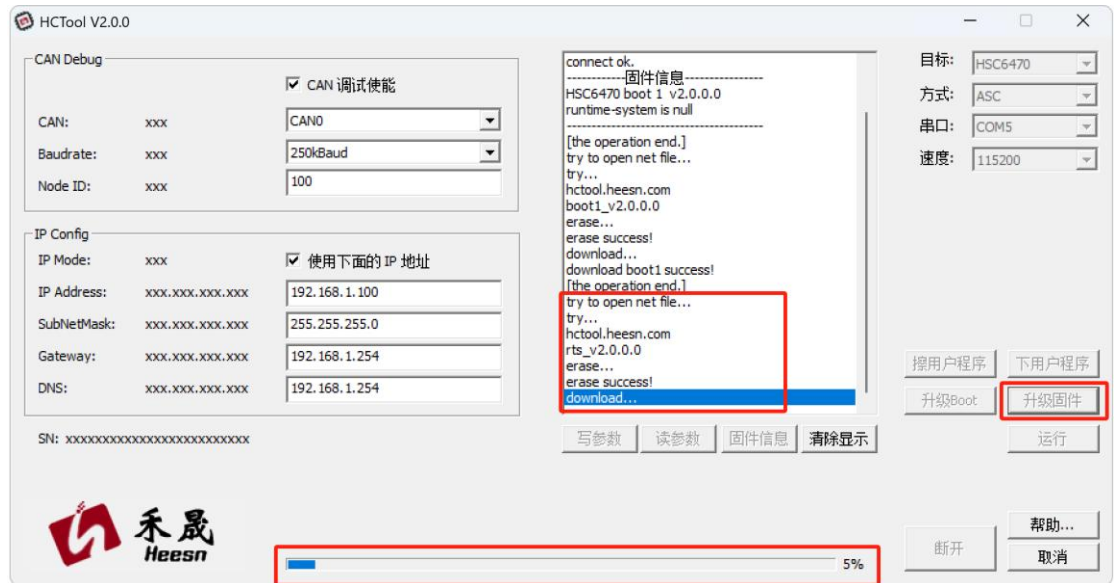 HCTool V2.0.0
CAN Debug
CAN 调试使能
CAN: xxx CAN0
Baudrate: xxx 250kBaud
Node ID: xxx 100
IP Config
IP Mode: xxx 使用下面的 IP 地址
IP Address: xxx.xxx.xxx.xxx 192.168.1.100
SubNetMask: xxx.xxx.xxx.xxx 255.255.255.0
Gateway: xxx.xxx.xxx.xxx 192.168.1.254
DNS: xxx.xxx.xxx.xxx 192.168.1.254
SN: xxxxxxxxxxxxxxxxxxxxxxxxx
connect ok.
------------固件信息----------------
HSC6470 boot 1 v2.0.0.0
runtime-system is null
----------------------------------------
[the operation end.]
try to open net file...
try...
hctool.heesn.com
boot1_v2.0.0.0
erase...
erase success!
download...
download boot1 success!
[the operation end.]
try to open net file...
try...
hctool.heesn.com
rts_v2.0.0.0
erase...
erase success!
download...
写参数 读参数 固件信息 清除显示
目标: HSC6470
方式: ASC
串口: COM5
速度: 115200
擦用户程序 下用户程序
升级Boot 升级固件
运行
禾晟
Heesn
5%
断开
帮助...
取消